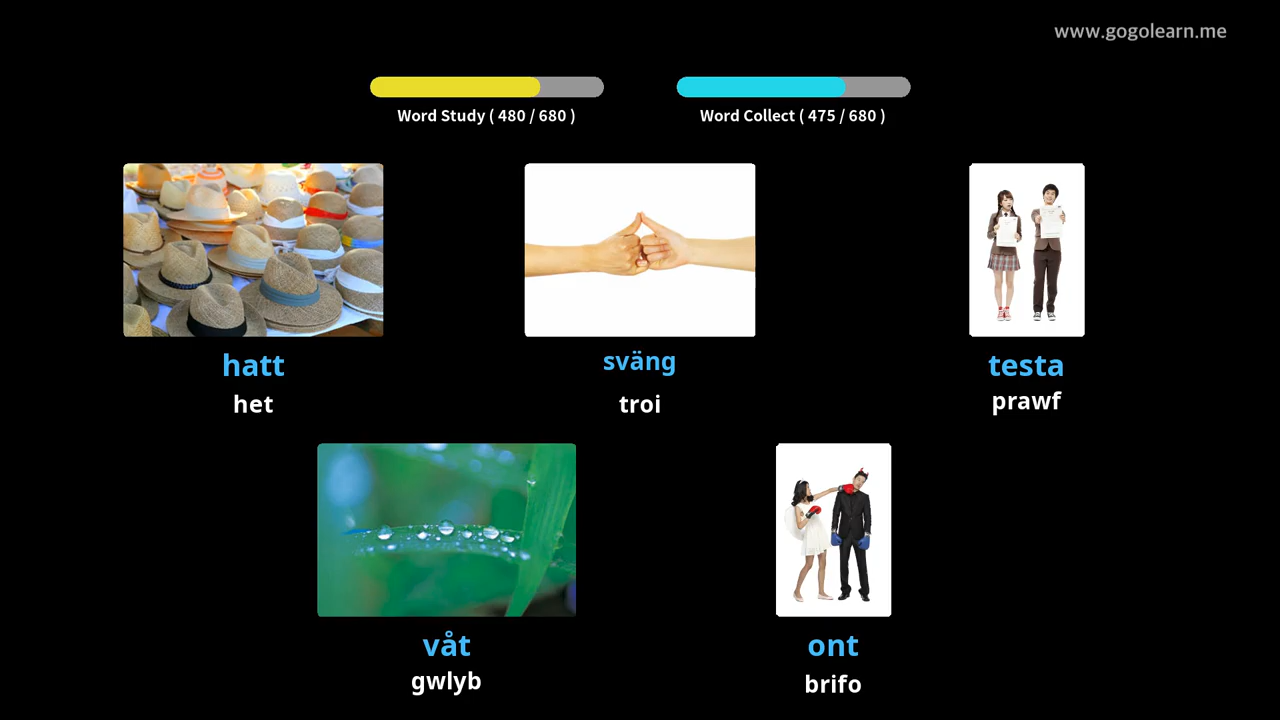 www.gogolearn.me
Word Study ( 480 / 680 )
Word Collect ( 475 / 680 )
hatt
het
sväng
troi
testa
prawf
våt
gwlyb
ont
brifo